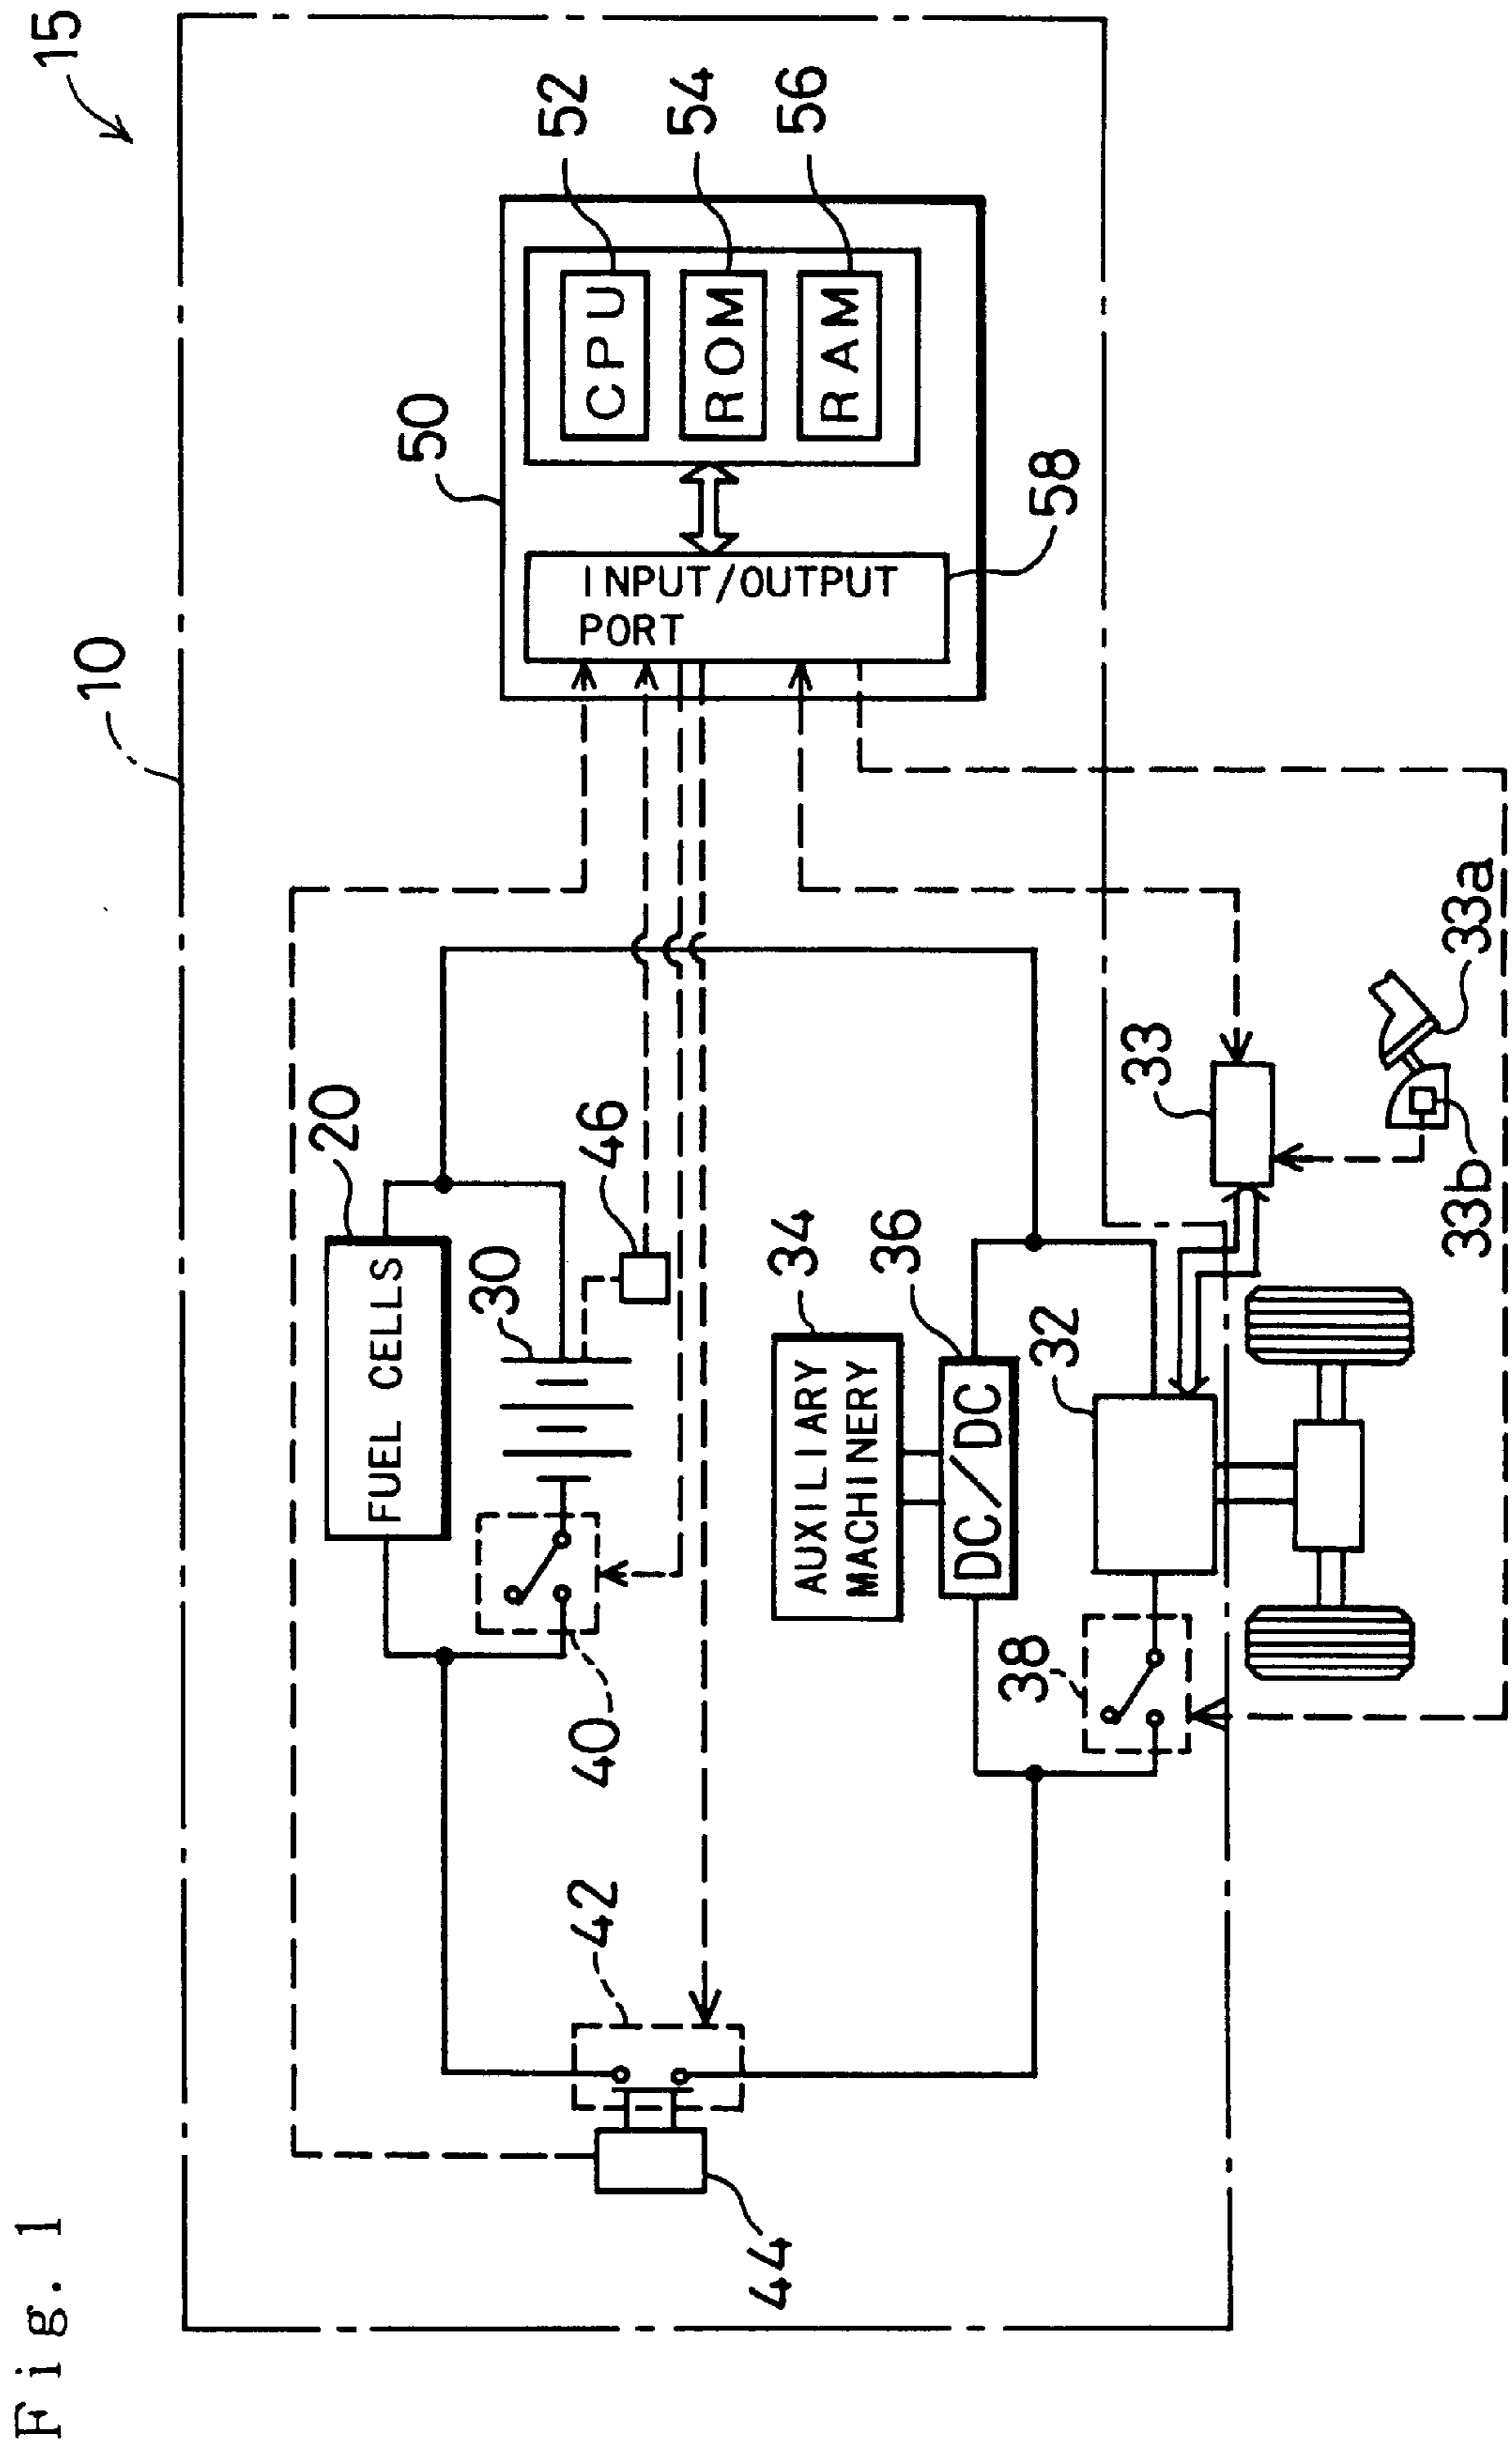 Fig. 1
15
10
20
FUEL CELLS
30
46
40
42
44
50
52
CPU
54
ROM
56
RAM
INPUT/OUTPUT
PORT
58
34
AUXILIARY
MACHINERY
36
DC/DC
32
38
33
33a
33b